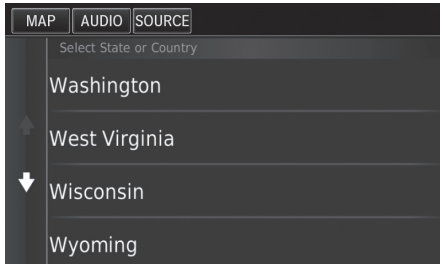 MAP AUDIO SOURCE
Select State or Country
Washington
West Virginia
Wisconsin
Wyoming